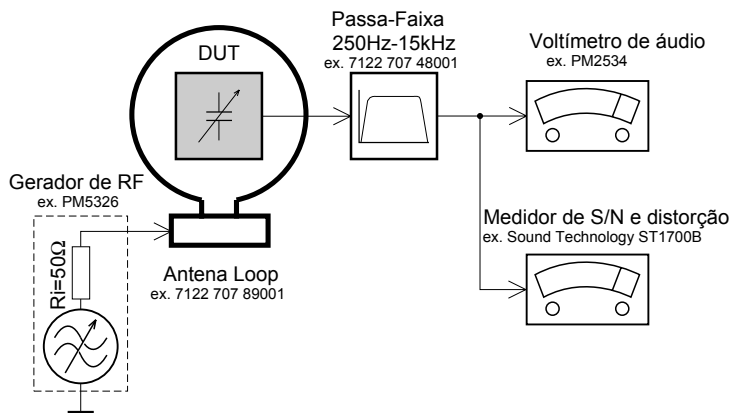 Passa-Faixa
250Hz-15kHz
ex. 7122 707 48001
DUT
Voltímetro de áudio
ex. PM2534
Gerador de RF
ex. PM5326
Ri=50Ω
Antena Loop
ex. 7122 707 89001
Medidor de S/N e distorção
ex. Sound Technology ST1700B